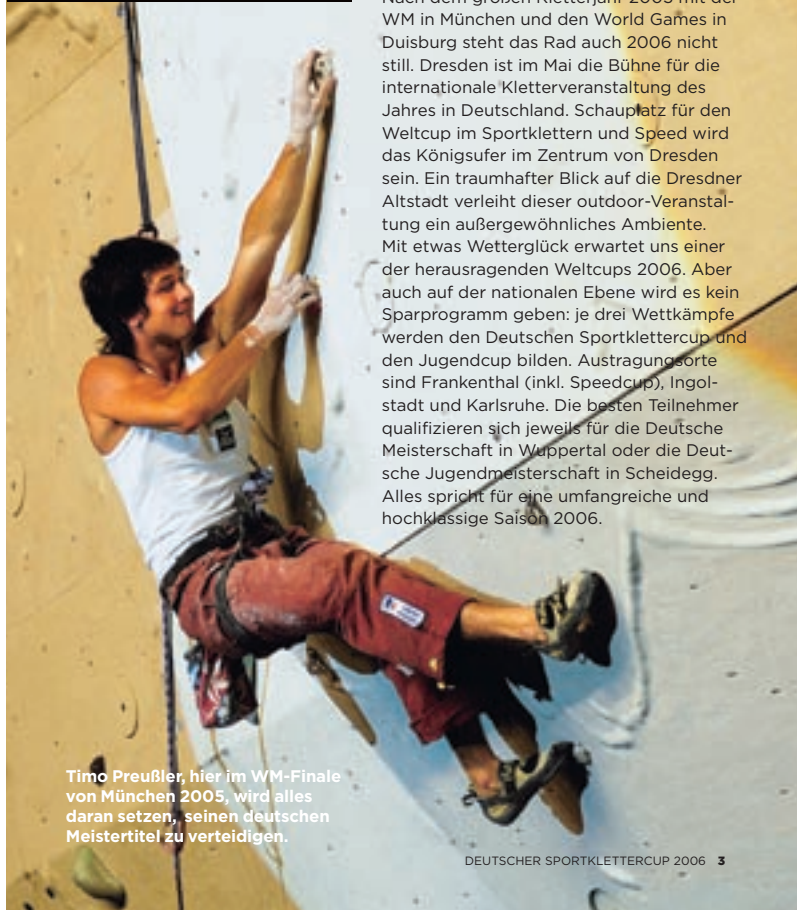 Nach dem großen Kletterjahr 2005 mit der
WM in München und den World Games in
Duisburg steht das Rad auch 2006 nicht
still. Dresden ist im Mai die Bühne für die
internationale Kletterveranstaltung des
Jahres in Deutschland. Schauplatz für den
Weltcup im Sportklettern und Speed wird
das Königsufer im Zentrum von Dresden
sein. Ein traumhafter Blick auf die Dresdner
Altstadt verleiht dieser outdoor-Veranstal-
tung ein außergewöhnliches Ambiente.
Mit etwas Wetterglück erwartet uns einer
der herausragenden Weltcups 2006. Aber
auch auf der nationalen Ebene wird es kein
Sparprogramm geben: je drei Wettkämpfe
werden den Deutschen Sportklettercup und
den Jugendcup bilden. Austragungsorte
sind Frankenthal (inkl. Speedcup), Ingol-
stadt und Karlsruhe. Die besten Teilnehmer
qualifizieren sich jeweils für die Deutsche
Meisterschaft in Wuppertal oder die Deut-
sche Jugendmeisterschaft in Scheidegg.
Alles spricht für eine umfangreiche und
hochklassige Saison 2006.
Timo Preußler, hier im WM-Finale
von München 2005, wird alles
daran setzen, seinen deutschen
Meistertitel zu verteidigen.
DEUTSCHER SPORTKLETTERCUP 2006 3